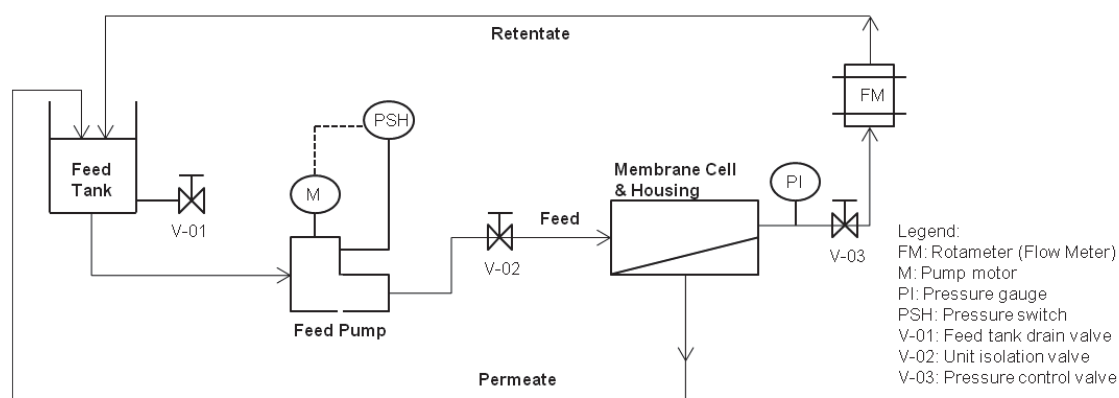 Retentate
FM
PSH
Feed
Tank
M
Membrane Cell
& Housing
PI
V-01
Feed
V-02
V-03
Feed Pump
Permeate
Legend:
FM: Rotameter (Flow Meter)
M: Pump motor
PI: Pressure gauge
PSH: Pressure switch
V-01: Feed tank drain valve
V-02: Unit isolation valve
V-03: Pressure control valve